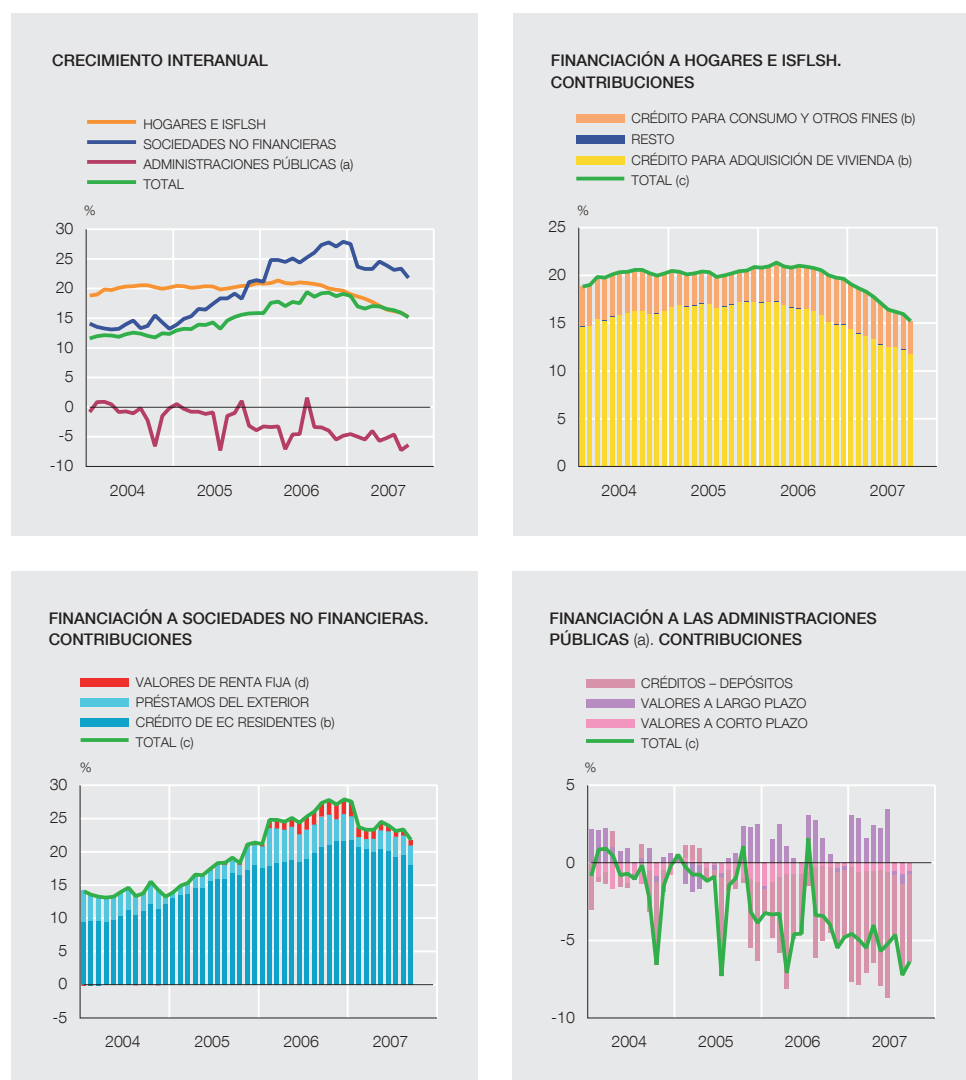 CRECIMIENTO INTERANUAL
HOGARES E ISFLSH
SOCIEDADES NO FINANCIERAS
ADMINISTRACIONES PÚBLICAS (a)
TOTAL
%
30
25
20
15
10
5
0
-5
-10
2004 2005 2006 2007
FINANCIACIÓN A HOGARES E ISFLSH.
CONTRIBUCIONES
CRÉDITO PARA CONSUMO Y OTROS FINES (b)
RESTO
CRÉDITO PARA ADQUISICIÓN DE VIVIENDA (b)
TOTAL (c)
%
25
20
15
10
5
0
2004 2005 2006 2007
FINANCIACIÓN A SOCIEDADES NO FINANCIERAS.
CONTRIBUCIONES
VALORES DE RENTA FIJA (d)
PRÉSTAMOS DEL EXTERIOR
CRÉDITO DE EC RESIDENTES (b)
TOTAL (c)
%
30
25
20
15
10
5
0
-5
2004 2005 2006 2007
FINANCIACIÓN A LAS ADMINISTRACIONES
PÚBLICAS (a). CONTRIBUCIONES
CRÉDITOS – DEPÓSITOS
VALORES A LARGO PLAZO
VALORES A CORTO PLAZO
TOTAL (c)
%
5
0
-5
-10
2004 2005 2006 2007